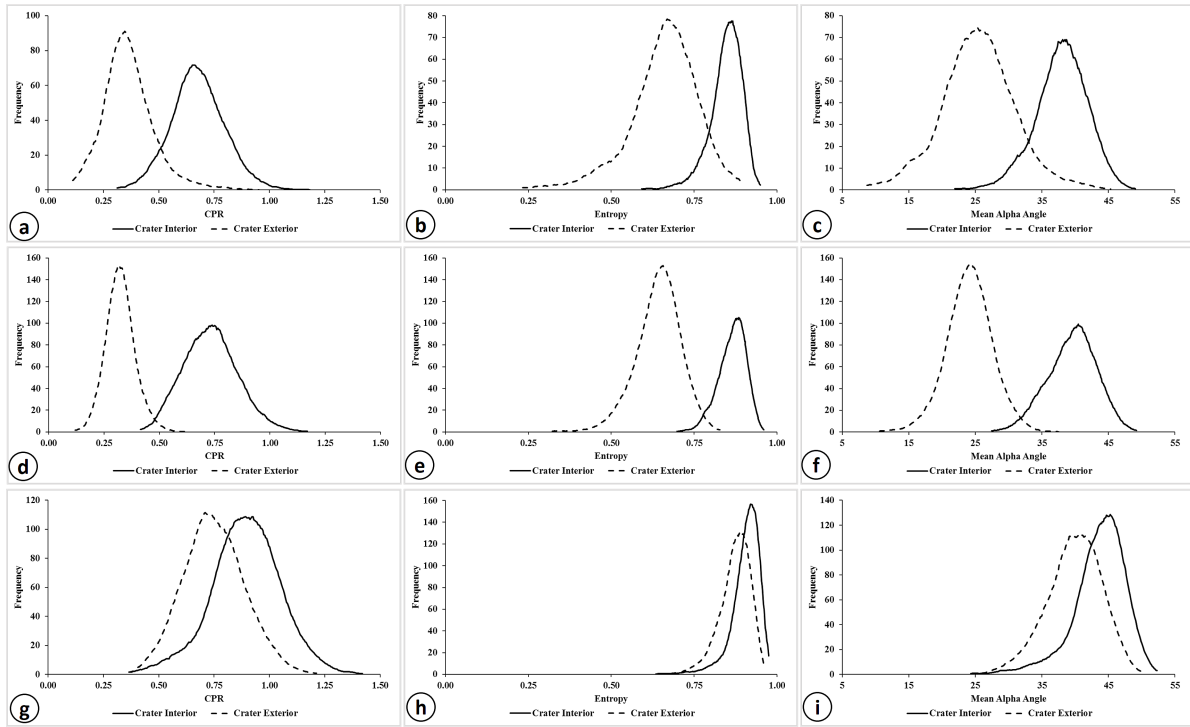 100
80
60
40
20
0
Frequency
0.00 0.25 0.50 0.75 1.00 1.25 1.50
CPR
Crater Interior Crater Exterior
a
80
70
60
50
40
30
20
10
0
Frequency
0.00 0.25 0.50 0.75 1.00
Entropy
Crater Interior Crater Exterior
b
80
70
60
50
40
30
20
10
0
Frequency
5 15 25 35 45 55
Mean Alpha Angle
Crater Interior Crater Exterior
c
160
140
120
100
80
60
40
20
0
Frequency
0.00 0.25 0.50 0.75 1.00 1.25 1.50
CPR
Crater Interior Crater Exterior
d
160
140
120
100
80
60
40
20
0
Frequency
0.00 0.25 0.50 0.75 1.00
Entropy
Crater Interior Crater Exterior
e
160
140
120
100
80
60
40
20
0
Frequency
5 15 25 35 45 55
Mean Alpha Angle
Crater Interior Crater Exterior
f
120
100
80
60
40
20
0
Frequency
0.00 0.25 0.50 0.75 1.00 1.25 1.50
CPR
Crater Interior Crater Exterior
g
160
140
120
100
80
60
40
20
0
Frequency
0.00 0.25 0.50 0.75 1.00
Entropy
Crater Interior Crater Exterior
h
140
120
100
80
60
40
20
0
Frequency
5 15 25 35 45 55
Mean Alpha Angle
Crater Interior Crater Exterior
i